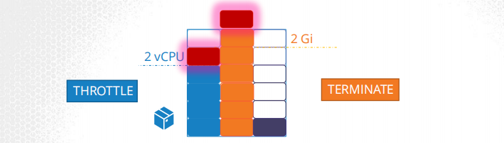 2 Gi
2 vCPU
THROTTLE
TERMINATE